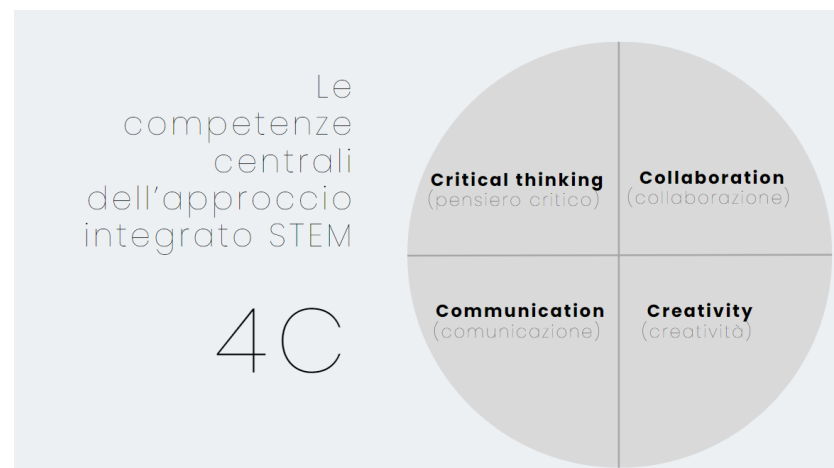 Le
competenze
centrali
dell'approccio
integrato STEM
4C
Critical thinking
(pensiero critico)
Collaboration
(collaborazione)
Communication
(comunicazione)
Creativity
(creatività)